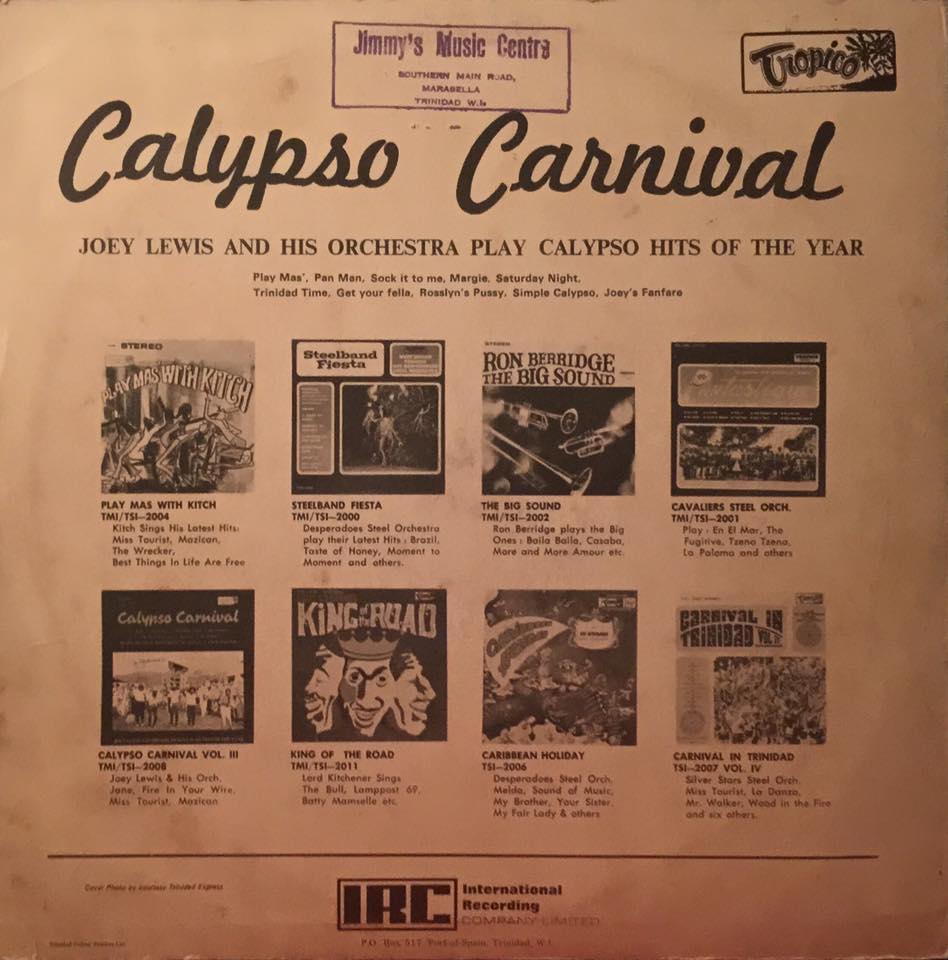 Jimmy's Music Centre
SOUTHERN MAIN ROAD,
MARABELLA
TRINIDAD W.I.
Tropico
Calypso Carnival
JOEY LEWIS AND HIS ORCHESTRA PLAY CALYPSO HITS OF THE YEAR
Play Mas', Pan Man, Sock it to me, Margie, Saturday Night,
Trinidad Time, Get your fella, Rosslyn's Pussy, Simple Calypso, Joey's Fanfare
STEREO
PLAY MAS WITH KITCH
PLAY MAS WITH KITCH
TMI/TSI—2004
Kitch Sings His Latest Hits:
Miss Tourist, Mazican,
The Wrecker,
Best Things In Life Are Free
Steelband
Fiesta
STEELBAND FIESTA
TMI/TSI—2000
Desperadoes Steel Orchestra
play their Latest Hits: Brazil,
Taste of Honey, Moment to
Moment and others.
STEREO
RON BERRIDGE
THE BIG SOUND
THE BIG SOUND
TMI/TSI—2002
Ron Berridge plays the Big
Ones: Baila Baila, Cazaba,
More and More Amour etc.
CAVALIERS STEEL ORCH.
TMI/TSI—2001
Play: En El Mar, The
Fugitive, Tzena Tzena,
La Paloma and others
Calypso Carnival
CALYPSO CARNIVAL VOL. III
TMI/TSI—2008
Joey Lewis & His Orch.
Jane, Fire In Your Wire,
Miss Tourist, Mazican
KING of the ROAD
KING OF THE ROAD
TMI/TSI—2011
Lord Kitchener Sings
The Bull, Lamppost 69,
Batty Mamselle etc.
CARIBBEAN HOLIDAY
TSI—2006
Desperadoes Steel Orch.
Melda, Sound of Music,
My Brother, Your Sister,
My Fair Lady & others
CARNIVAL IN
TRINIDAD VOL. IV
CARNIVAL IN TRINIDAD
TSI—2007 VOL. IV
Silver Stars Steel Orch.
Miss Tourist, La Danza,
Mr. Walker, Wood in the Fire
and six others.
Cover Photo by courtesy Trinidad Express
IRC
International
Recording
COMPANY LIMITED
P.O. Box 517 Port-of-Spain, Trinidad, W.I.